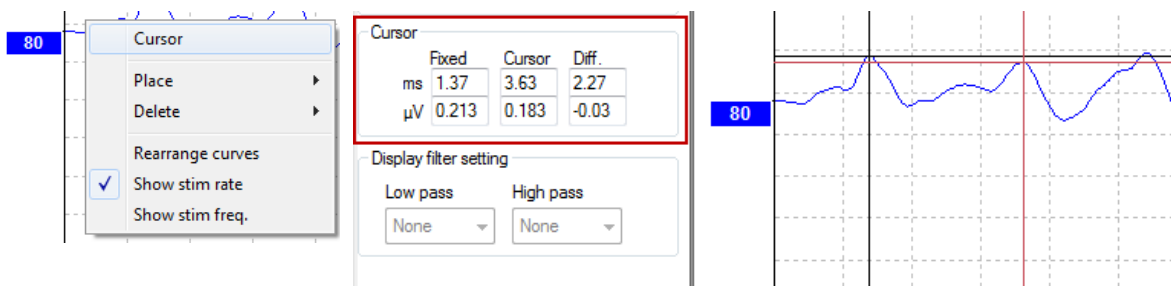 80
Cursor
Place
Delete
Rearrange curves
Show stim rate
Show stim freq.
Cursor
Fixed Cursor Diff.
ms 1.37 3.63 2.27
µV 0.213 0.183 -0.03
Display filter setting
Low pass High pass
None None
80